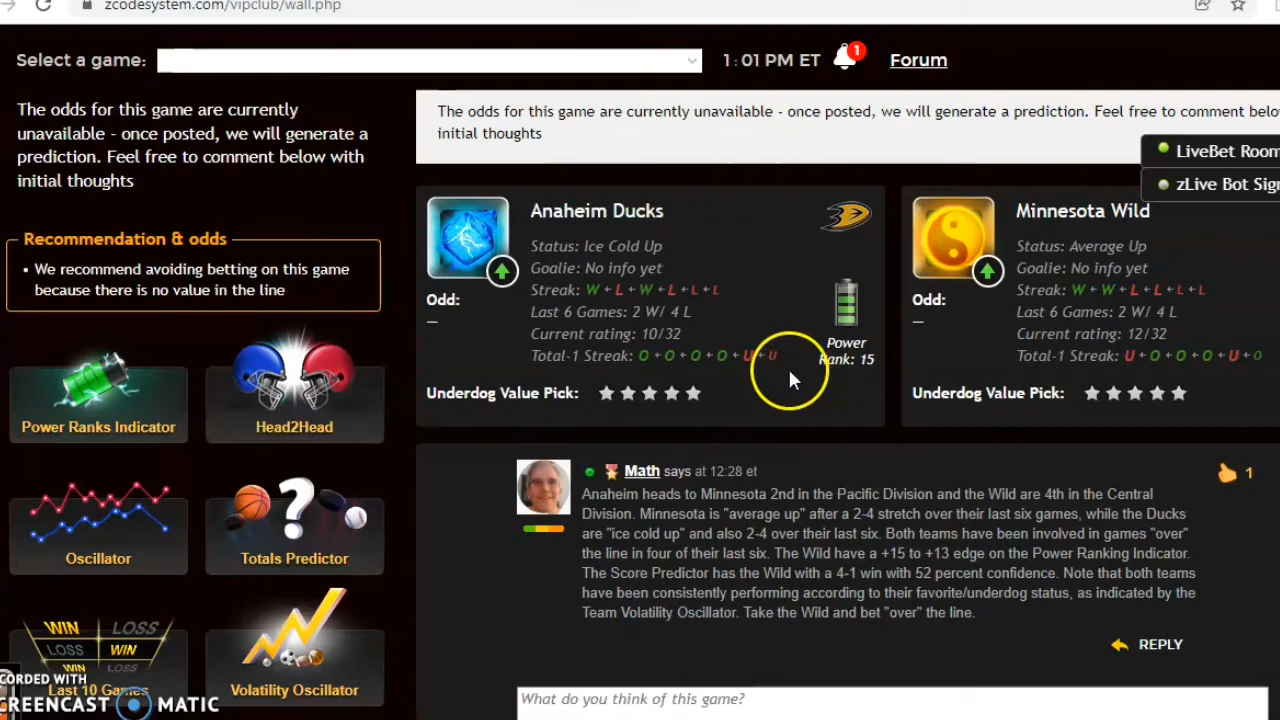 zcodesystem.com/vipclub/wall.php
Select a game:
1:01 PM ET
1
Forum
The odds for this game are currently
unavailable - once posted, we will generate a
prediction. Feel free to comment below with
initial thoughts
Recommendation & odds
• We recommend avoiding betting on this game
because there is no value in the line
Power Ranks Indicator
Head2Head
Oscillator
Totals Predictor
WIN LOSS
LOSS WIN
WIN LOSS
Last 10 Games
Volatility Oscillator
The odds for this game are currently unavailable - once posted, we will generate a prediction. Feel free to comment
initial thoughts
LiveBet Room
zLive Bot
Anaheim Ducks
Status: Ice Cold Up
Goalie: No info yet
Streak: W ← L ← W ← L ← L ← L
Odd:
—
Last 6 Games: 2 W/ 4 L
Current rating: 10/32
Total-1 Streak: O ← O ← O ← O ← U ← U
Power
Rank: 15
Underdog Value Pick:
Minnesota Wild
Status: Average Up
Goalie: No info yet
Streak: W ← W ← L ← L ← L ← L
Odd:
—
Last 6 Games: 2 W/ 4 L
Current rating: 12/32
Total-1 Streak: U ← O ← O ← O ← U ← O
Underdog Value Pick:
Math says at 12:28 et
1
Anaheim heads to Minnesota 2nd in the Pacific Division and the Wild are 4th in the Central
Division. Minnesota is "average up" after a 2-4 stretch over their last six games, while the Ducks
are "ice cold up" and also 2-4 over their last six. Both teams have been involved in games "over"
the line in four of their last six. The Wild have a +15 to +13 edge on the Power Ranking Indicator.
The Score Predictor has the Wild with a 4-1 win with 52 percent confidence. Note that both teams
have been consistently performing according to their favorite/underdog status, as indicated by the
Team Volatility Oscillator. Take the Wild and bet "over" the line.
REPLY
What do you think of this game?
WITH
MATIC